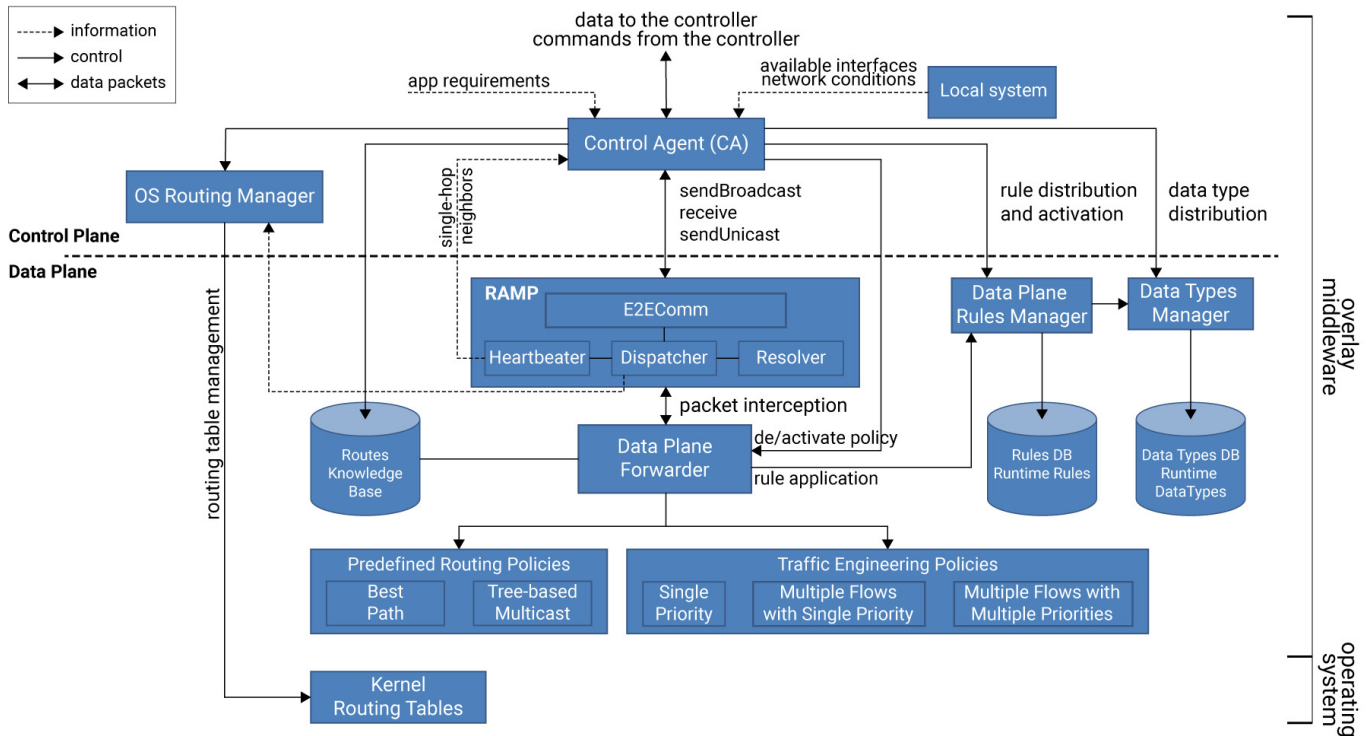 information
control
data packets
data to the controller
commands from the controller
app requirements
available interfaces
network conditions
Local system
Control Agent (CA)
OS Routing Manager
single-hop
neighbors
sendBroadcast
receive
sendUnicast
rule distribution
and activation
data type
distribution
Control Plane
Data Plane
RAMP
E2EComm
Heartbeater
Dispatcher
Resolver
Data Plane
Rules Manager
Data Types
Manager
overlay
middleware
routing table management
packet interception
Routes
Knowledge
Base
Data Plane
Forwarder
de/activate policy
rule application
Rules DB
Runtime Rules
Data Types DB
Runtime
DataTypes
Predefined Routing Policies
Best
Path
Tree-based
Multicast
Traffic Engineering Policies
Single
Priority
Multiple Flows
with Single Priority
Multiple Flows with
Multiple Priorities
Kernel
Routing Tables
operating
system